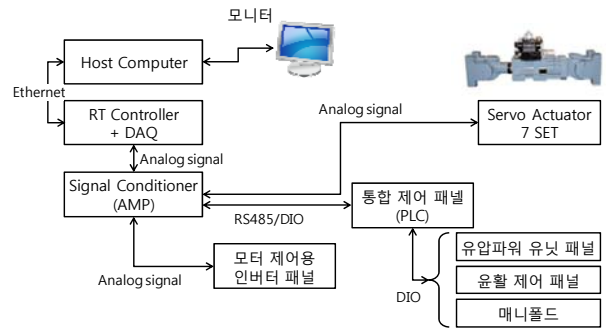 모니터
Host Computer
Ethernet
RT Controller
+ DAQ
Analog signal
Servo Actuator
7 SET
Analog signal
Signal Conditioner
(AMP)
통합 제어 패넬
(PLC)
RS485/DIO
모터 제어용
인버터 패널
Analog signal
유압파워 유닛 패널
윤활 제어 패널
매니폴드
DIO